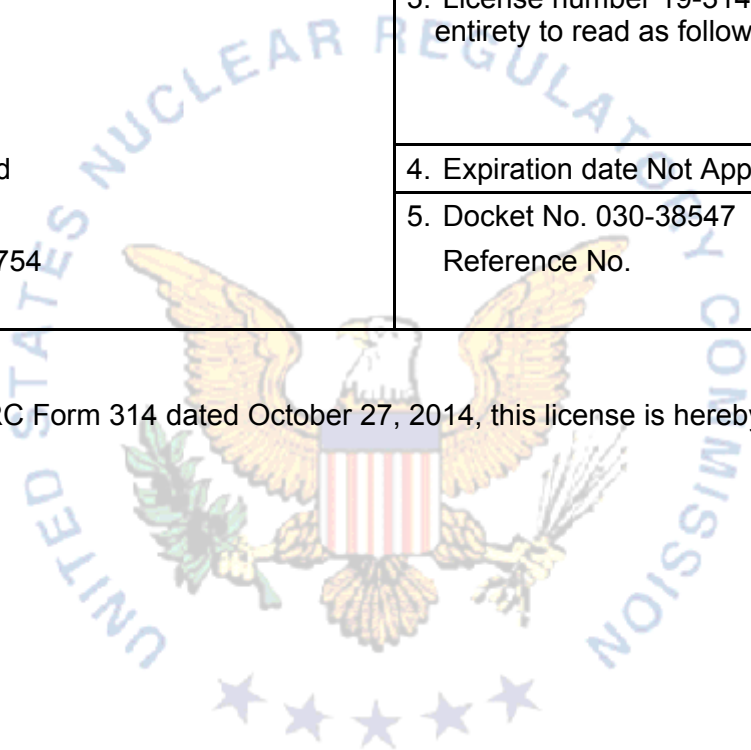 3. License number 19-314
entirety to read as follow
d
4. Expiration date Not App
5. Docket No. 030-38547
754
Reference No.
RC Form 314 dated October 27, 2014, this license is hereby
UNITED STATES NUCLEAR REGULATORY COMMISSION